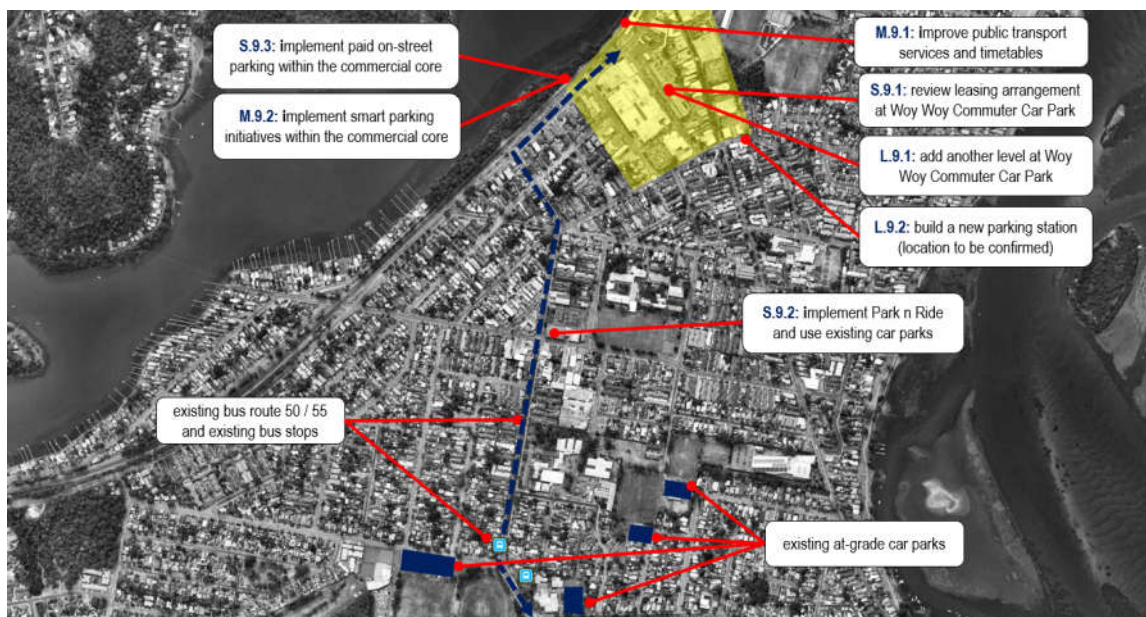 S.9.3: implement paid on-street
parking within the commercial core
M.9.2: implement smart parking
initiatives within the commercial core
M.9.1: improve public transport
services and timetables
S.9.1: review leasing arrangement
at Woy Woy Commuter Car Park
L.9.1: add another level at Woy
Woy Commuter Car Park
L.9.2: build a new parking station
(location to be confirmed)
S.9.2: implement Park n Ride
and use existing car parks
existing bus route 50 / 55
and existing bus stops
existing at-grade car parks